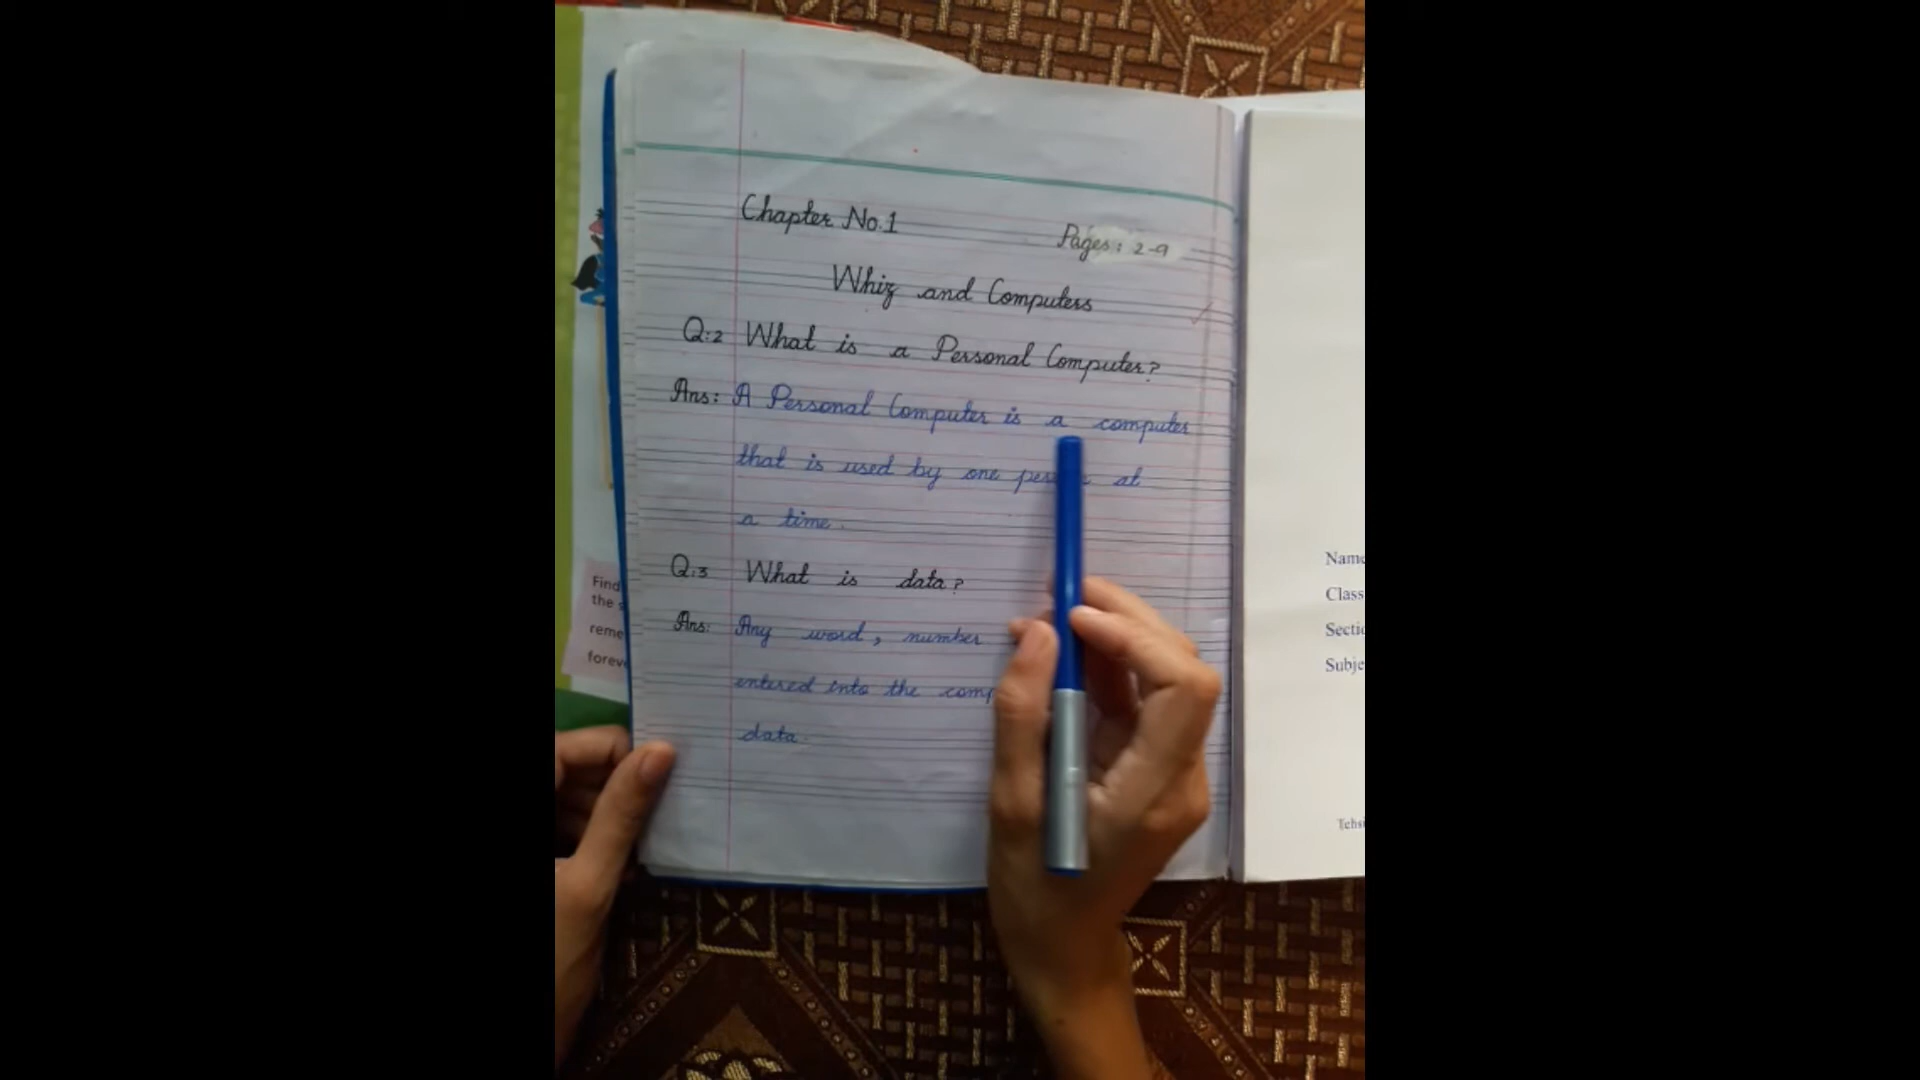 Chapter No.1
Pages: 2-9
Whiz and Computers
Q:2 What is a Personal Computer?
Ans: A Personal Computer is a computer
that is used by one at
a time.
Q:3 What is data?
Ans: Any word, number
entered into the
data.
Find
the
Name
Class